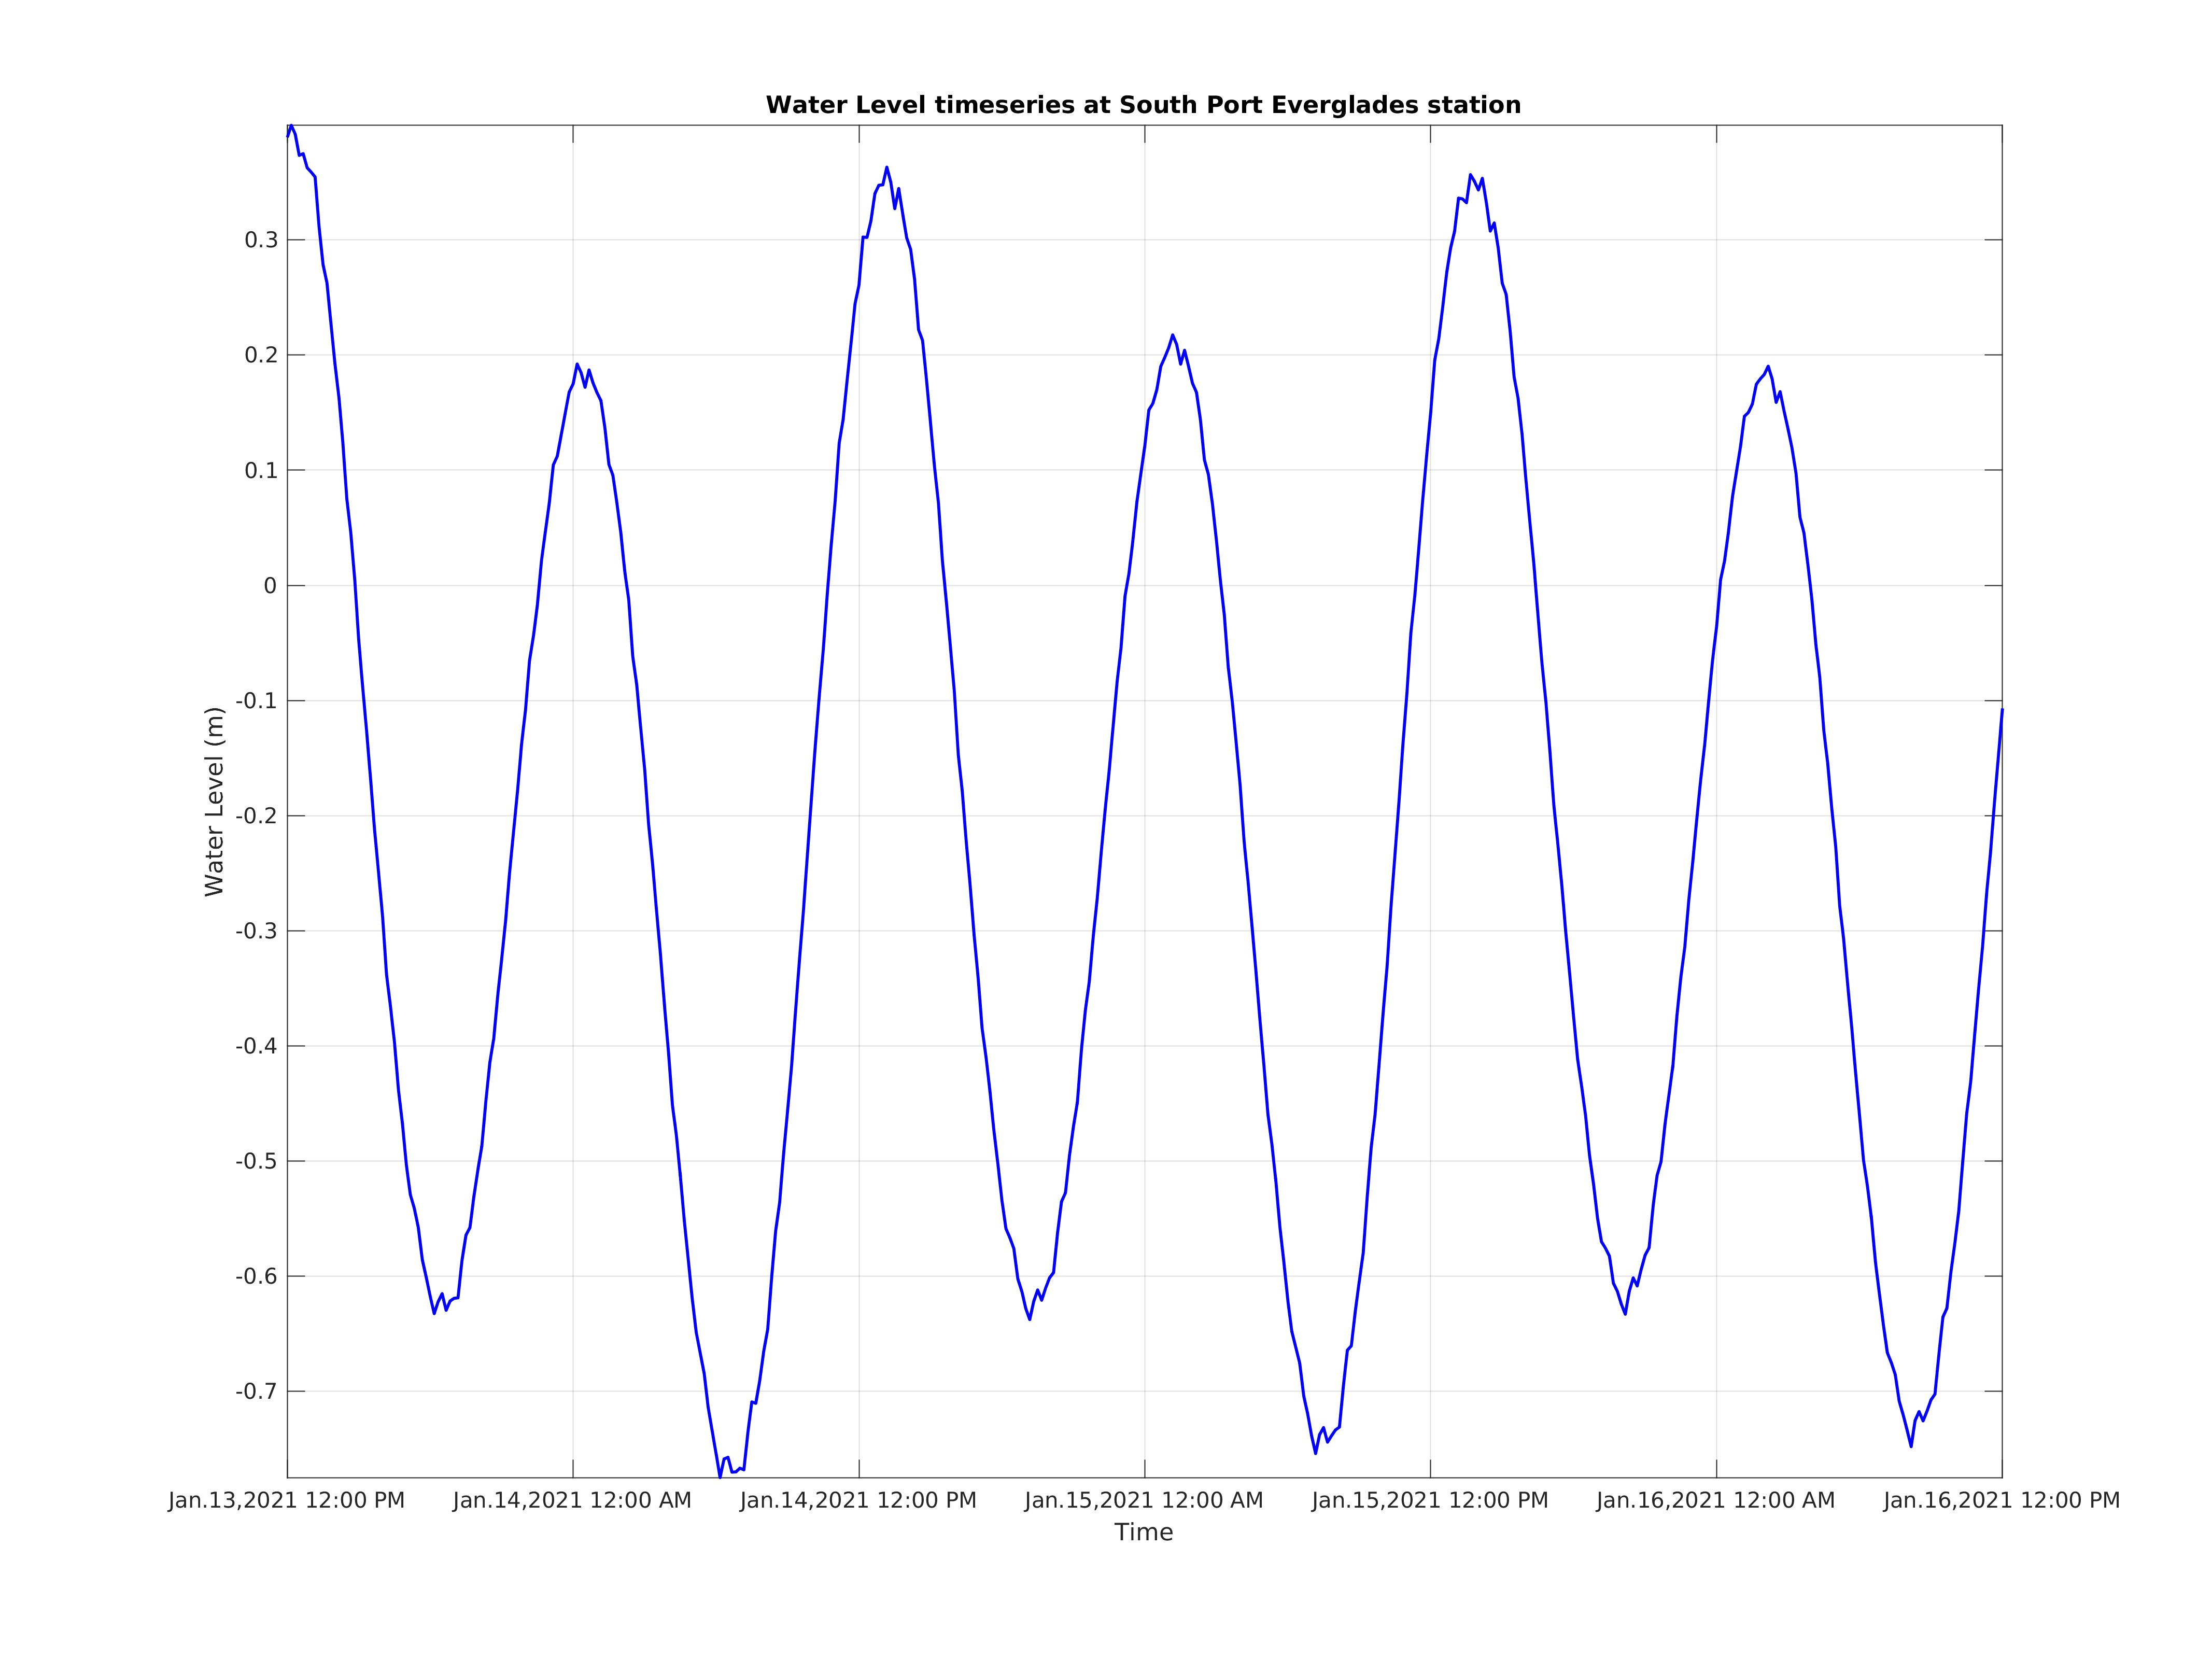 Water Level timeseries at South Port Everglades station
0.3
0.2
0.1
0
-0.1
-0.2
-0.3
-0.4
-0.5
-0.6
-0.7
Water Level (m)
Jan.13,2021 12:00 PM Jan.14,2021 12:00 AM Jan.14,2021 12:00 PM Jan.15,2021 12:00 AM Jan.15,2021 12:00 PM Jan.16,2021 12:00 AM Jan.16,2021 12:00 PM
Time